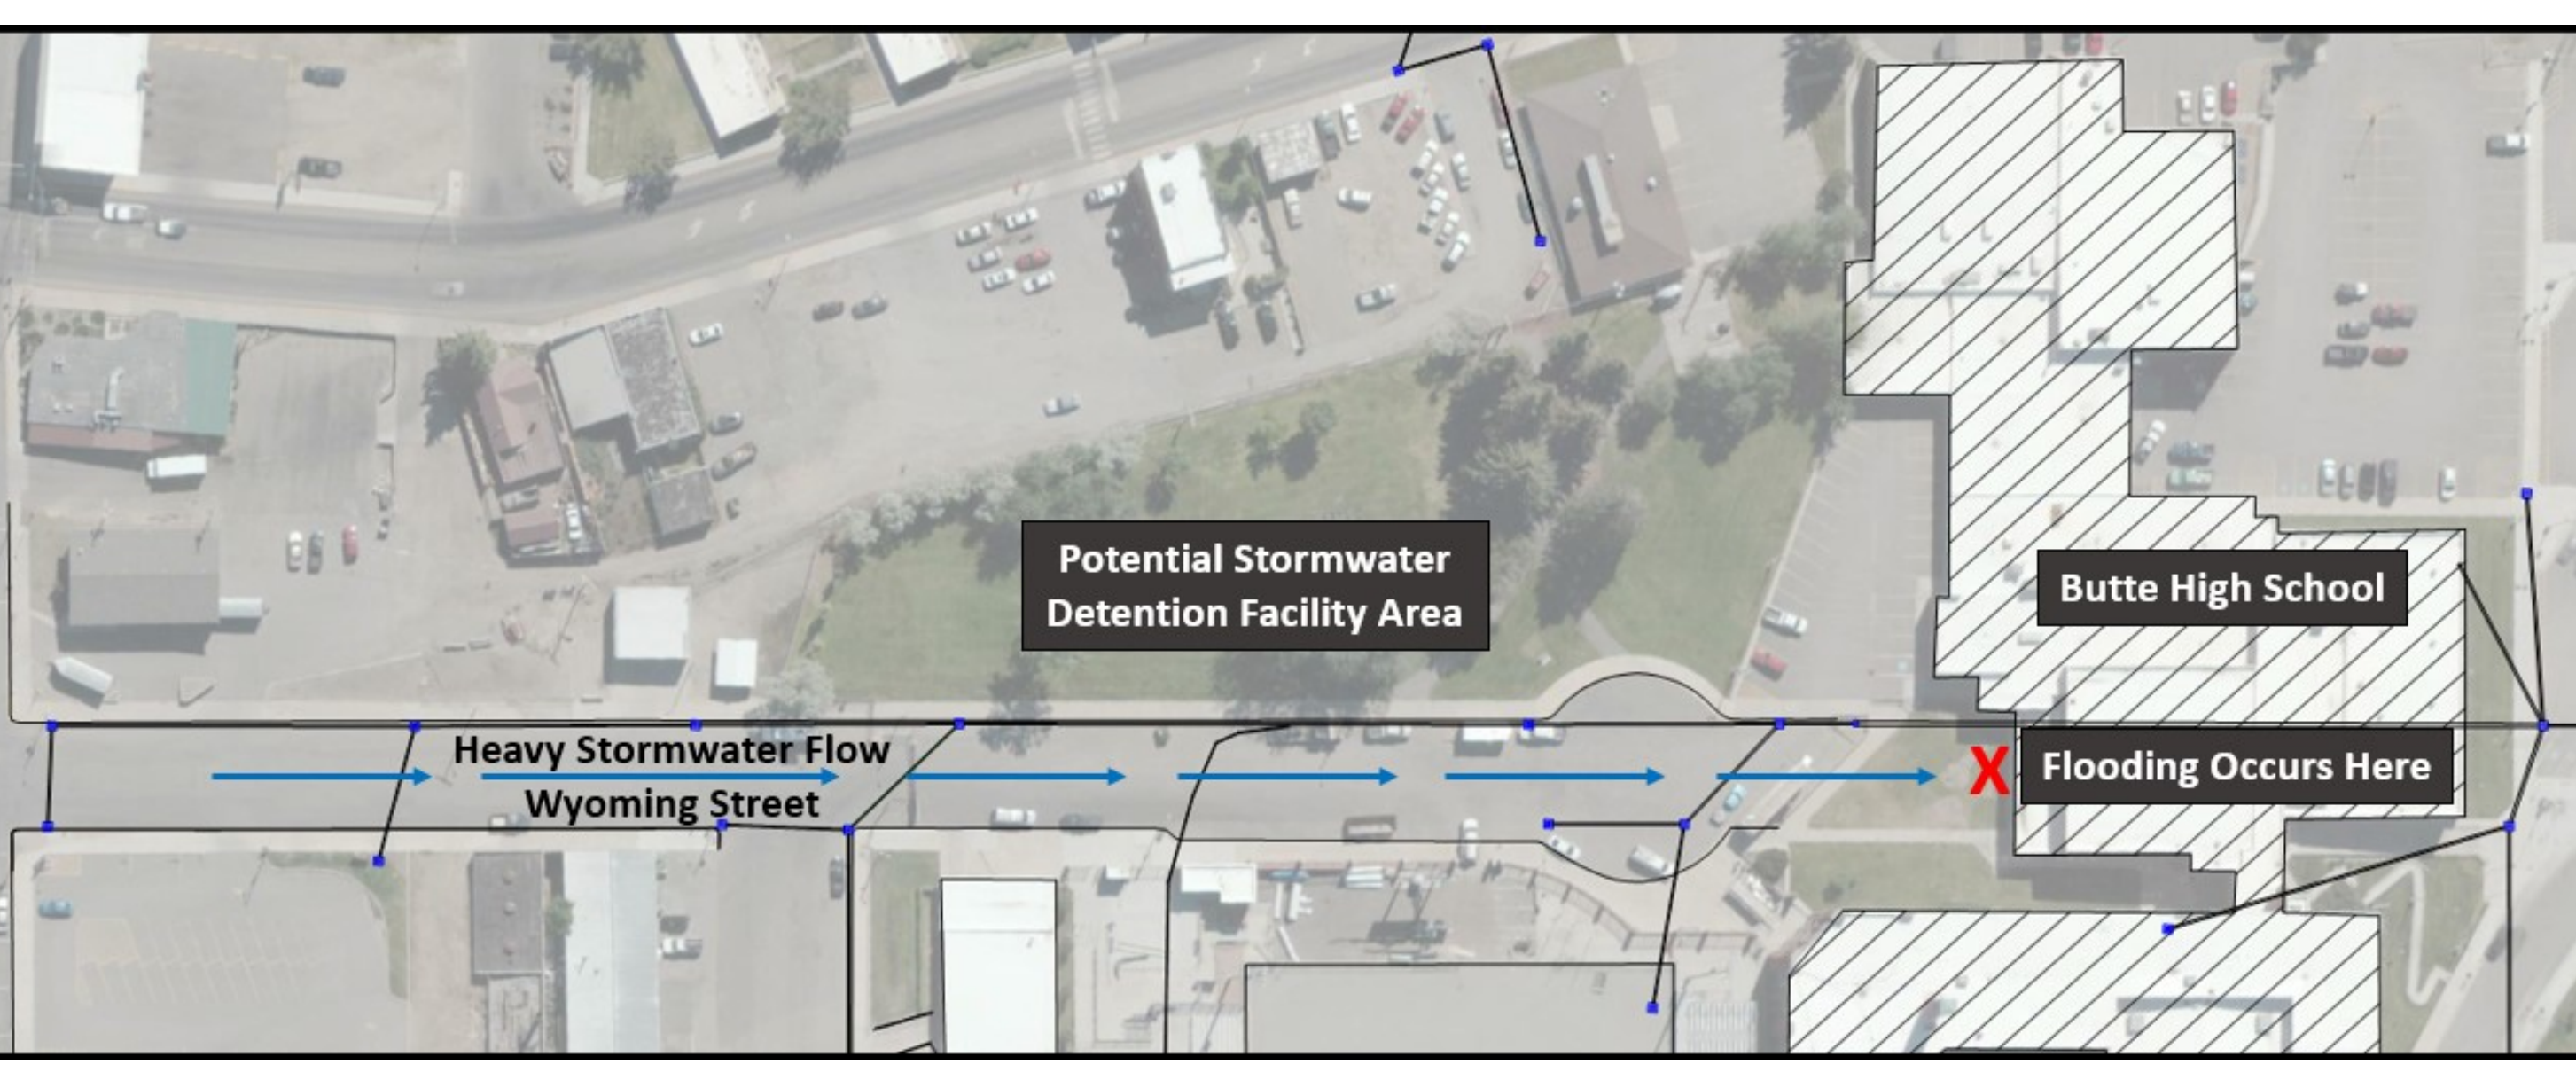 Potential Stormwater
Detention Facility Area
Butte High School
Heavy Stormwater Flow
Wyoming Street
X
Flooding Occurs Here